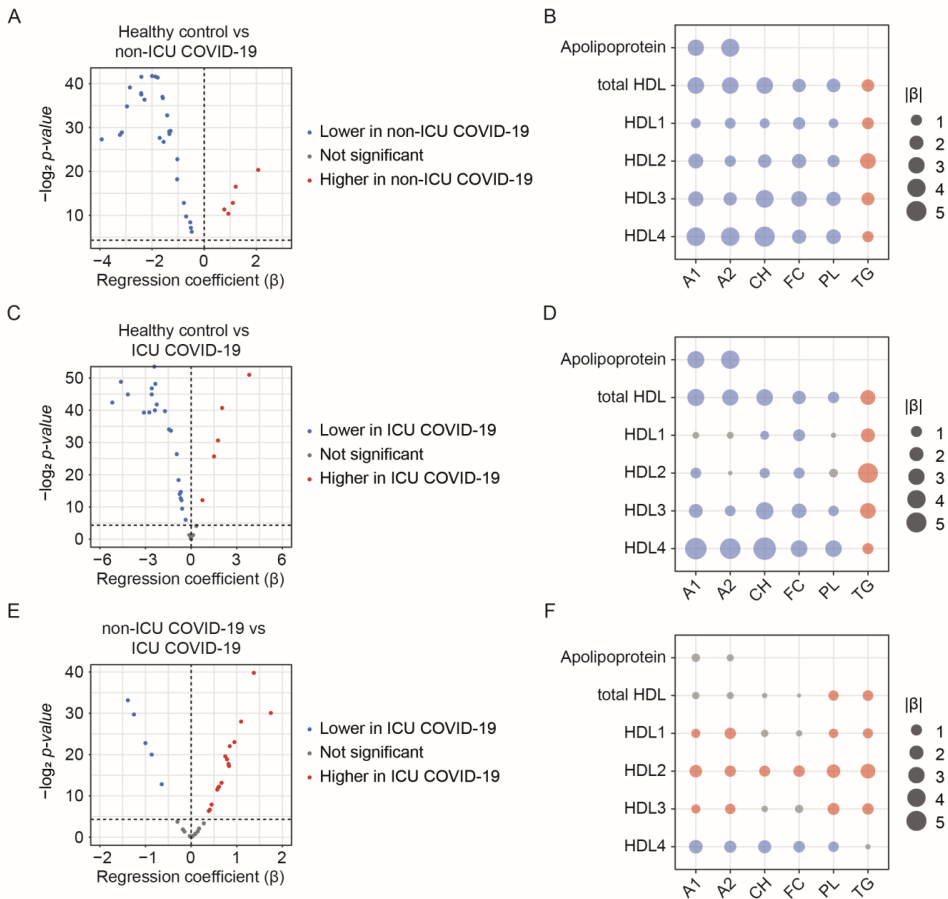 A
Healthy control vs
non-ICU COVID-19
−log₂ p-value
40
30
20
10
−4
−2
0
2
Regression coefficient (β)
Lower in non-ICU COVID-19
Not significant
Higher in non-ICU COVID-19
B
Apolipoprotein
total HDL
HDL1
HDL2
HDL3
HDL4
A1
A2
CH
FC
PL
TG
|β|
1
2
3
4
5
C
Healthy control vs
ICU COVID-19
−log₂ p-value
50
40
30
20
10
0
−6
−3
0
3
6
Regression coefficient (β)
Lower in ICU COVID-19
Not significant
Higher in ICU COVID-19
D
Apolipoprotein
total HDL
HDL1
HDL2
HDL3
HDL4
A1
A2
CH
FC
PL
TG
|β|
1
2
3
4
5
E
non-ICU COVID-19 vs
ICU COVID-19
−log₂ p-value
40
30
20
10
0
−2
−1
0
1
2
Regression coefficient (β)
Lower in ICU COVID-19
Not significant
Higher in ICU COVID-19
F
Apolipoprotein
total HDL
HDL1
HDL2
HDL3
HDL4
A1
A2
CH
FC
PL
TG
|β|
1
2
3
4
5